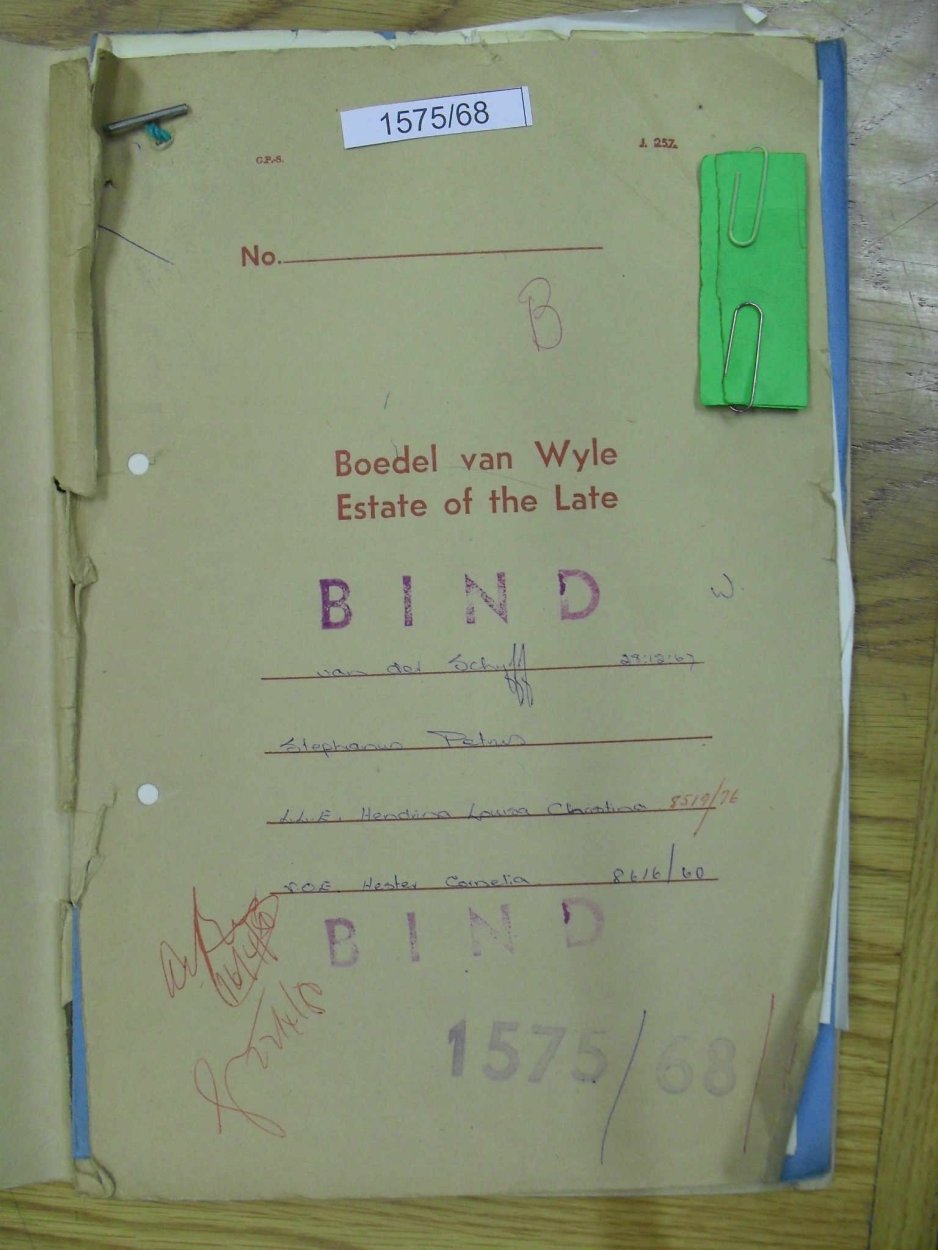 1575/68
G.P.-S. J. 257.
No.
B
Boedel van Wyle
Estate of the Late
BIND
W.
van der Schyff 28:12:67
Stephanus Petrus
L.L.E. Hendrina Louisa Christina 8519/76
V.O.E. Hester Cornelia 8616/60
BIND
1575/68/